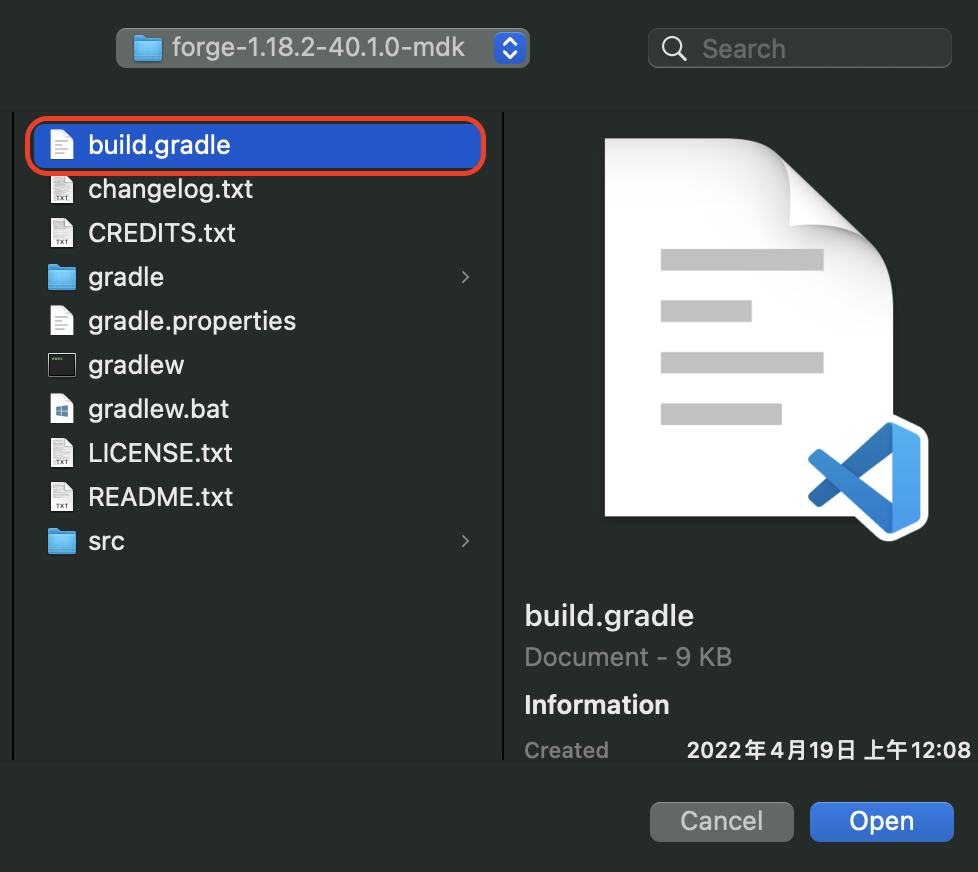 forge-1.18.2-40.1.0-mdk
Search
build.gradle
changelog.txt
CREDITS.txt
gradle
gradle.properties
gradlew
gradlew.bat
LICENSE.txt
README.txt
src
build.gradle
Document - 9 KB
Information
Created 2022年4月19日 上午12:08
Cancel
Open